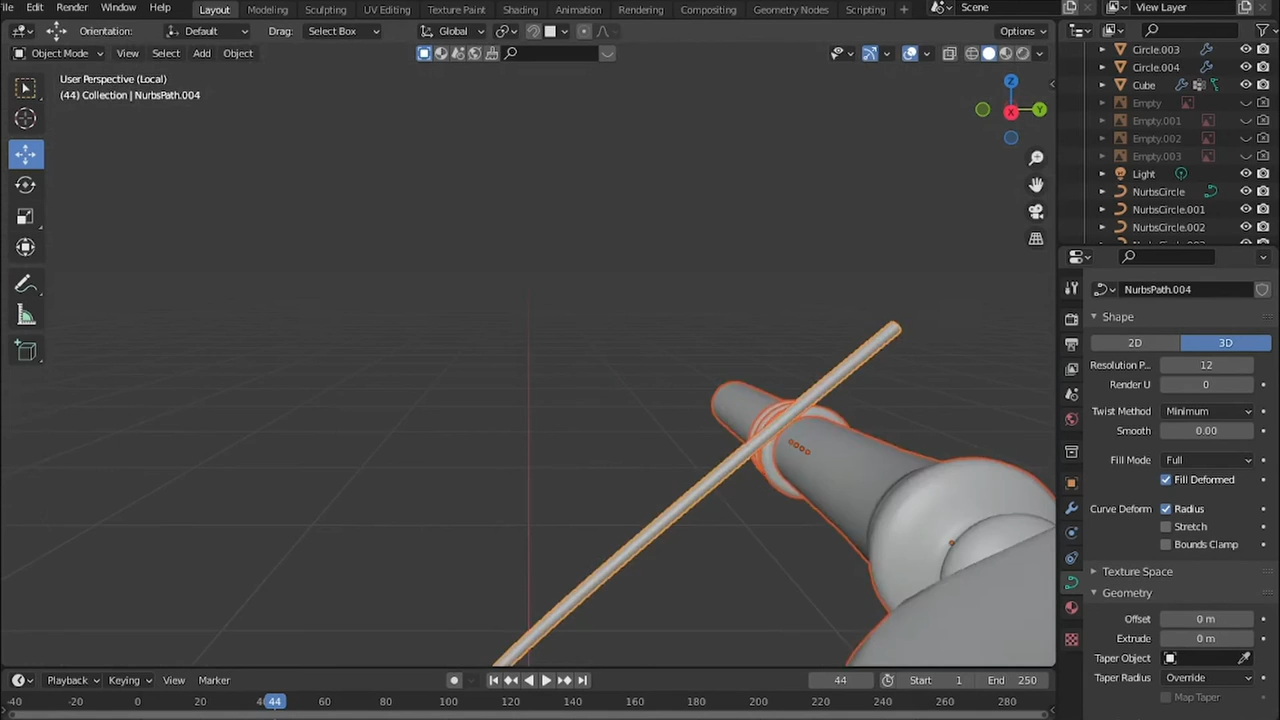 ile Edit Render Window Help Layout Modeling Sculpting UV Editing Texture Paint Shading Animation Rendering Compositing Geometry Nodes Scripting + Scene View Layer
Orientation: Default Drag: Select Box Global Options
Object Mode View Select Add Object
User Perspective (Local)
(44) Collection | NurbsPath.004
Z
X
Y
Circle.003
Circle.004
Cube
Empty
Empty.001
Empty.002
Empty.003
Light
NurbsCircle
NurbsCircle.001
NurbsCircle.002
NurbsPath.004
Shape
2D 3D
Resolution P... 12
Render U 0
Twist Method Minimum
Smooth 0.00
Fill Mode Full
Fill Deformed
Curve Deform Radius
Stretch
Bounds Clamp
Texture Space
Geometry
Offset 0 m
Extrude 0 m
Taper Object
Taper Radius Override
Map Taper
Playback Keying View Marker 44 Start 1 End 250
-40 -20 0 20 44 60 80 100 120 140 160 180 200 220 240 260 280